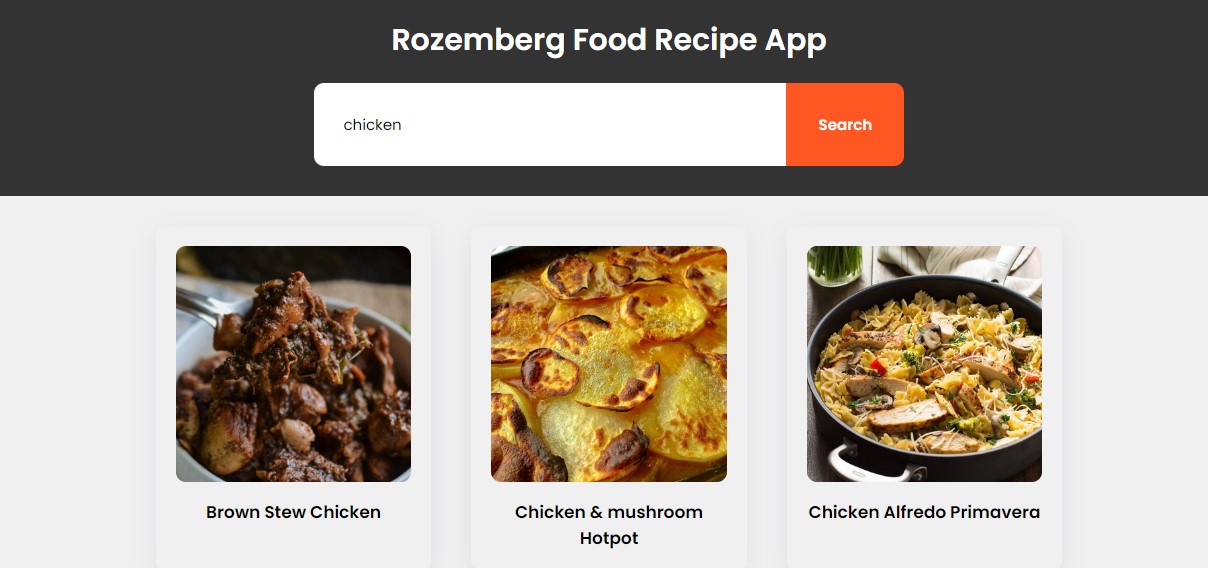 Rozemberg Food Recipe App
chicken
Search
Brown Stew Chicken
Chicken & mushroom
Hotpot
Chicken Alfredo Primavera